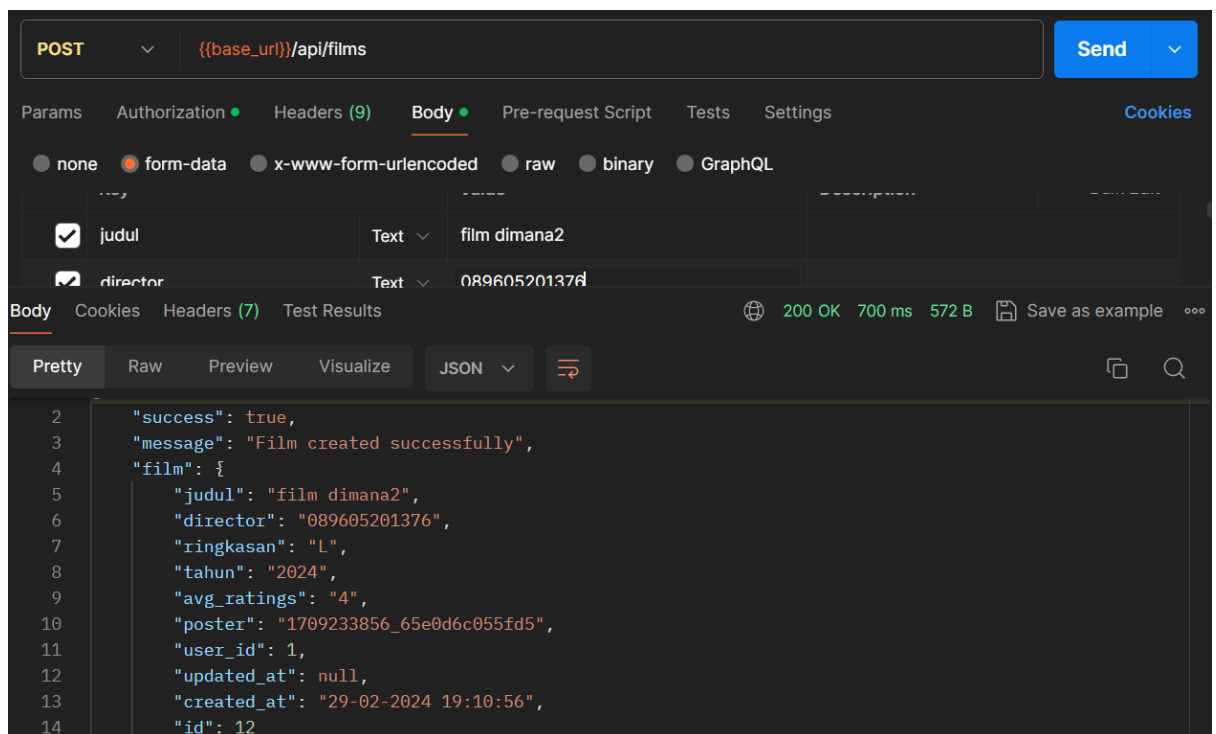 POST {{base_url}}/api/films Send
Params Authorization Headers (9) Body Pre-request Script Tests Settings Cookies
none form-data x-www-form-urlencoded raw binary GraphQL
judul Text film dimana2
director Text 089605201376
Body Cookies Headers (7) Test Results 200 OK 700 ms 572 B Save as example
Pretty Raw Preview Visualize JSON
2 "success": true,
3 "message": "Film created successfully",
4 "film": {
5 "judul": "film dimana2",
6 "director": "089605201376",
7 "ringkasan": "L",
8 "tahun": "2024",
9 "avg_ratings": "4",
10 "poster": "1709233856_65e0d6c055fd5",
11 "user_id": 1,
12 "updated_at": null,
13 "created_at": "29-02-2024 19:10:56",
14 "id": 12